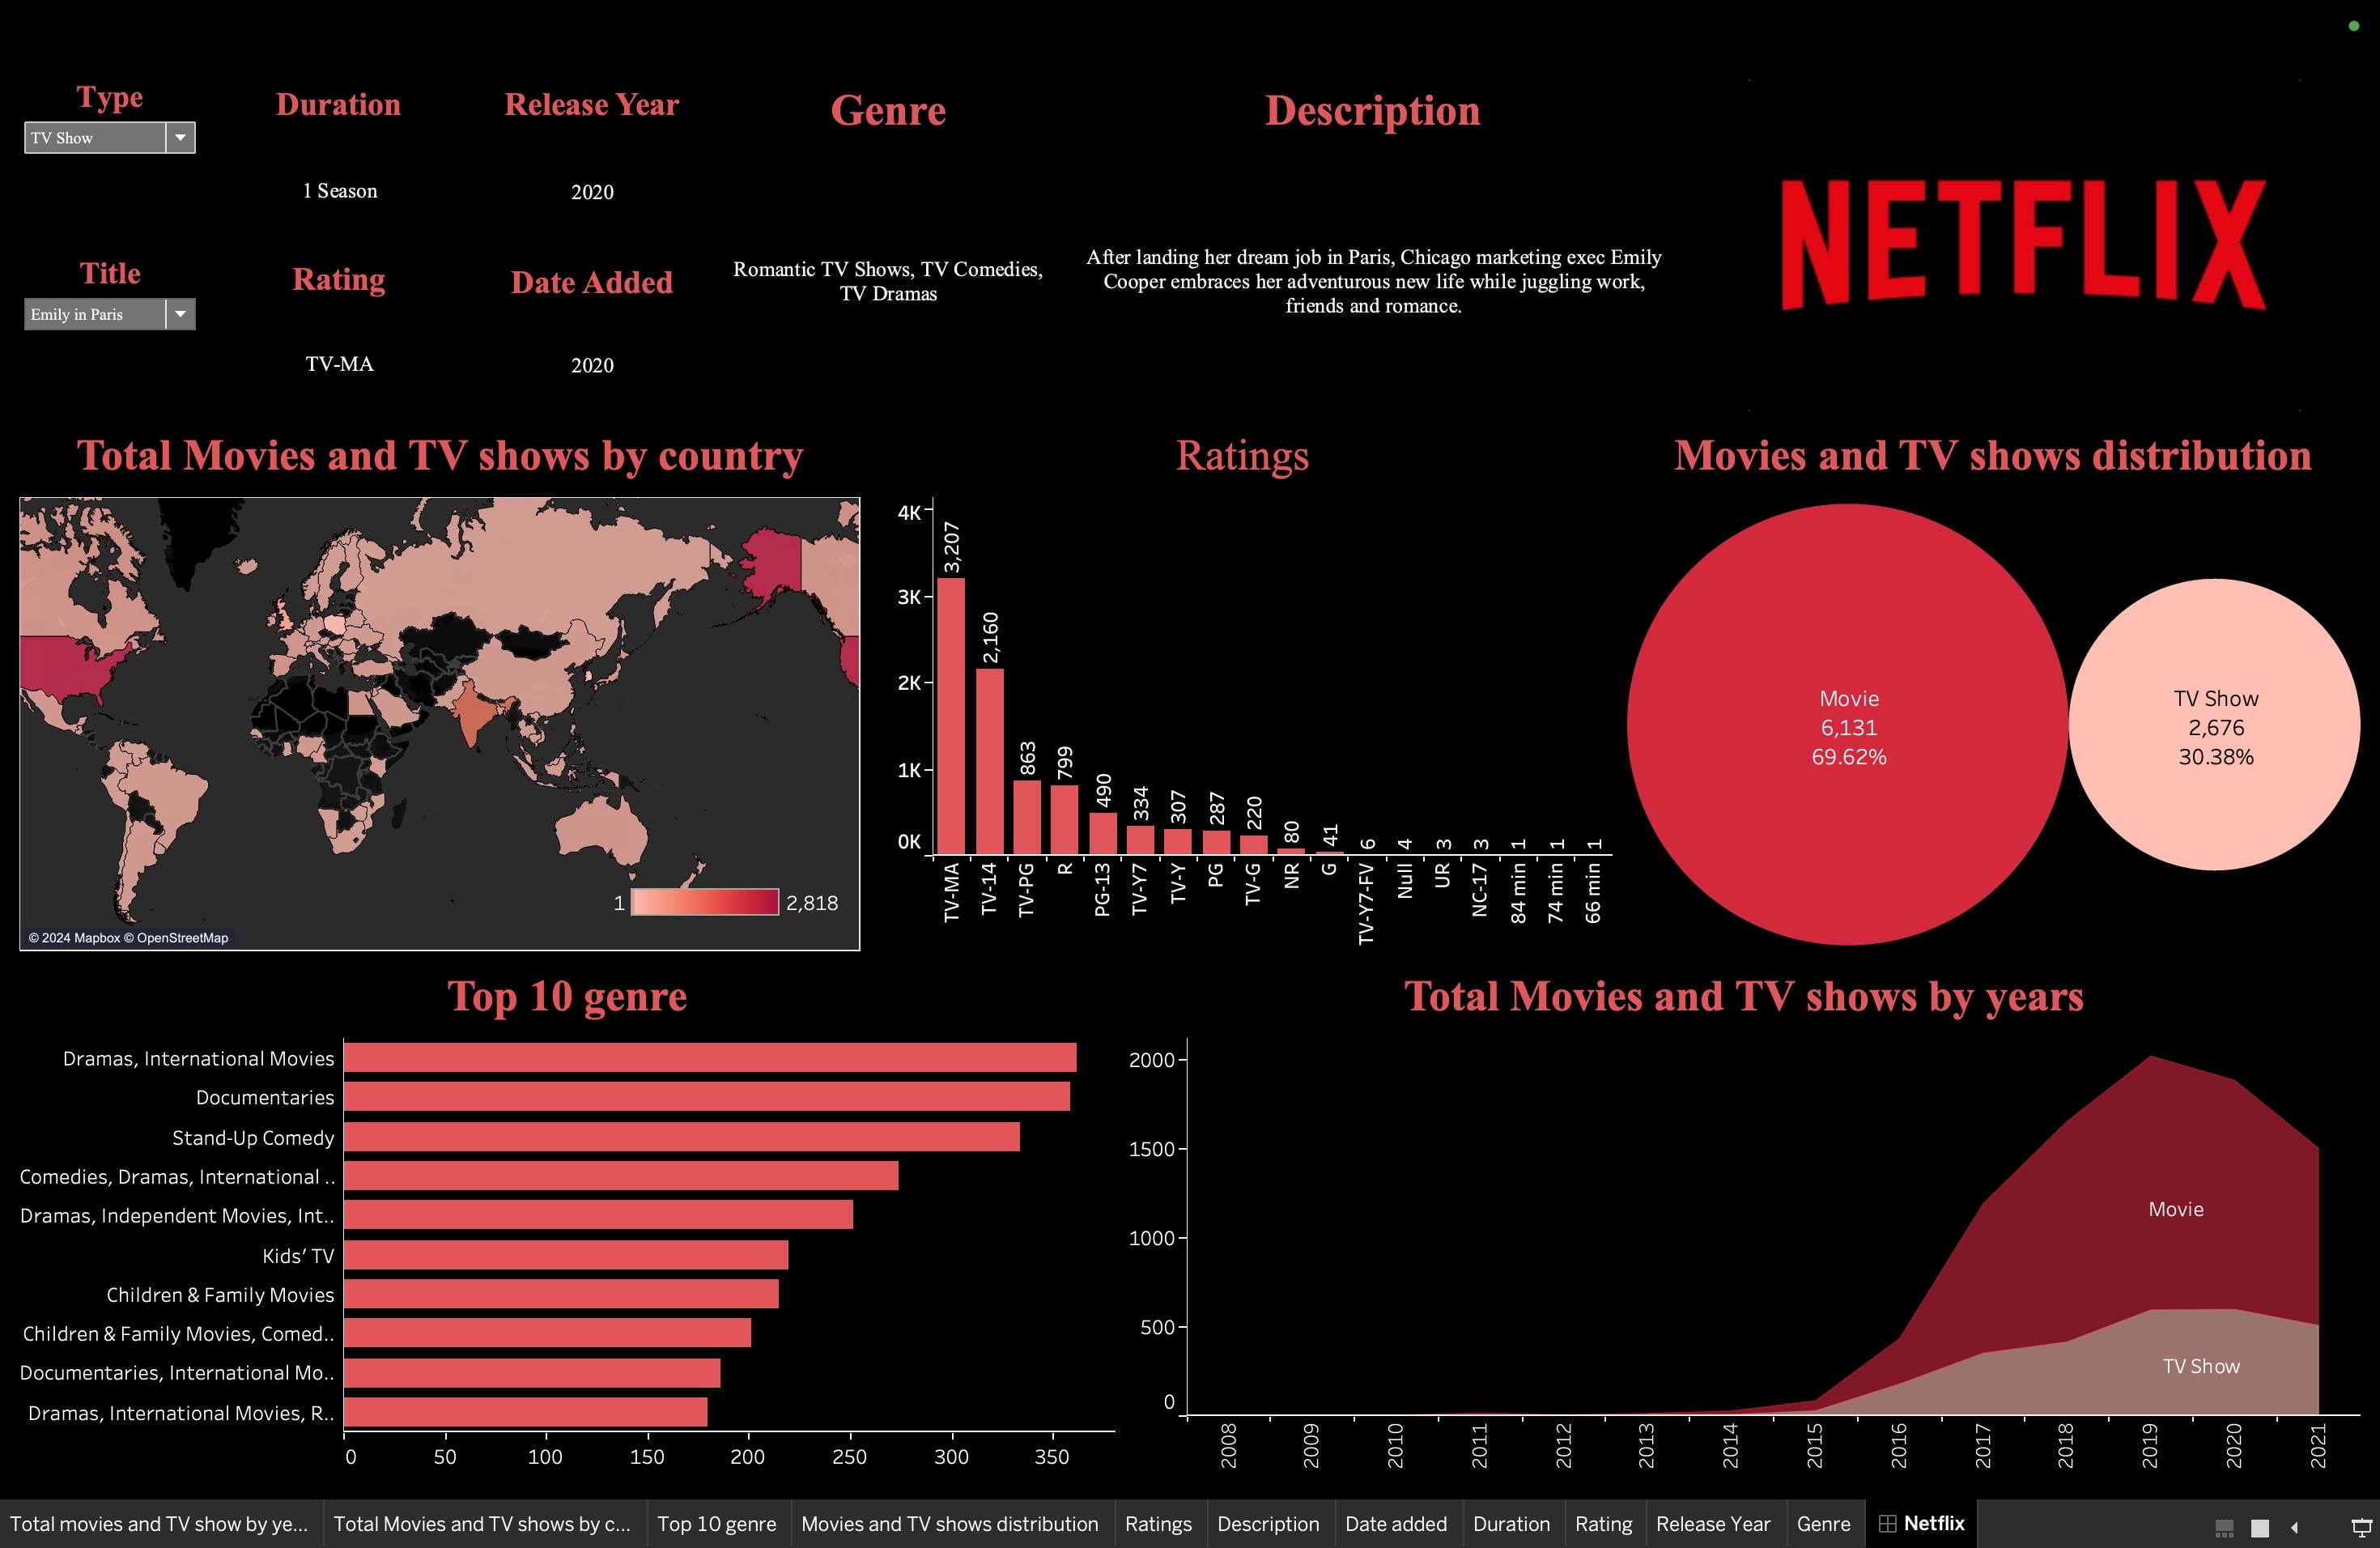 Type
TV Show
Duration
1 Season
Release Year
2020
Genre
Description
NETFLIX
Title
Emily in Paris
Rating
TV-MA
Date Added
2020
Romantic TV Shows, TV Comedies,
TV Dramas
After landing her dream job in Paris, Chicago marketing exec Emily
Cooper embraces her adventurous new life while juggling work,
friends and romance.
Total Movies and TV shows by country
1
2,818
© 2024 Mapbox © OpenStreetMap
Ratings
4K
3K
2K
1K
0K
3,207
2,160
863
799
490
334
307
287
220
80
41
6
4
3
3
1
1
1
TV-MA
TV-14
TV-PG
R
PG-13
TV-Y7
TV-Y
PG
TV-G
NR
G
TV-Y7-FV
Null
UR
NC-17
84 min
74 min
66 min
Movies and TV shows distribution
Movie
6,131
69.62%
TV Show
2,676
30.38%
Top 10 genre
Dramas, International Movies
Documentaries
Stand-Up Comedy
Comedies, Dramas, International ..
Dramas, Independent Movies, Int..
Kids’ TV
Children & Family Movies
Children & Family Movies, Comed..
Documentaries, International Mo..
Dramas, International Movies, R..
0
50
100
150
200
250
300
350
Total Movies and TV shows by years
2000
1500
1000
500
0
Movie
TV Show
2008
2009
2010
2011
2012
2013
2014
2015
2016
2017
2018
2019
2020
2021
Total movies and TV show by ye...
Total Movies and TV shows by c...
Top 10 genre
Movies and TV shows distribution
Ratings
Description
Date added
Duration
Rating
Release Year
Genre
Netflix